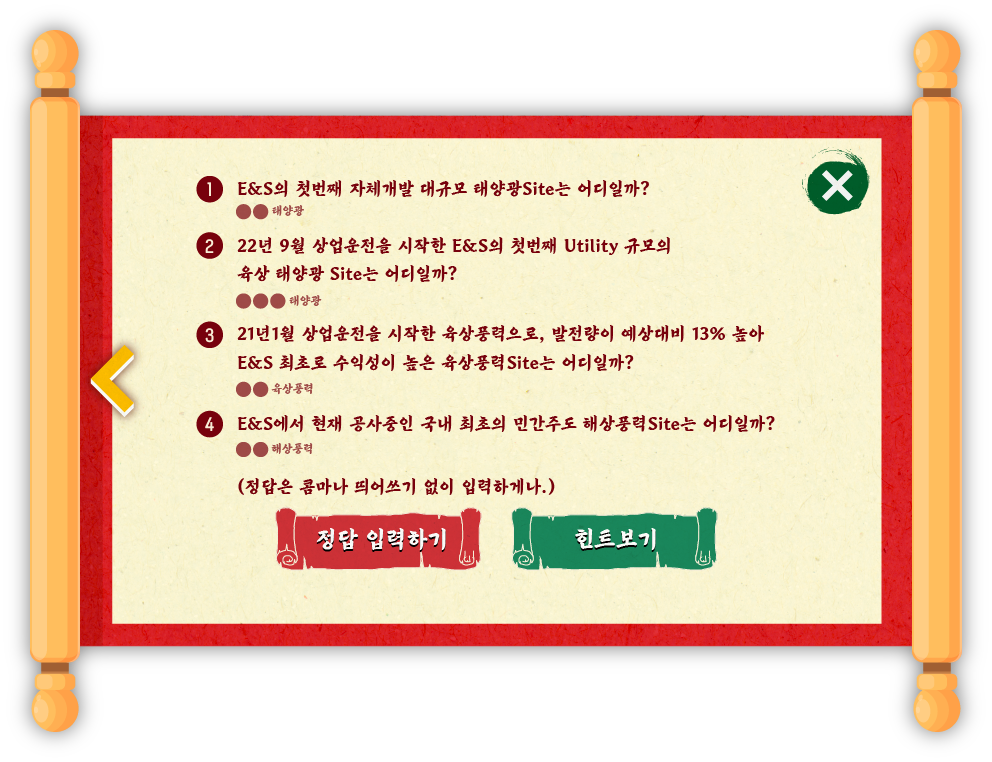 1 E&S의 첫번째 자체개발 대규모 태양광Site는 어디일까?
●● 태양광
2 22년 9월 상업운전을 시작한 E&S의 첫번째 Utility 규모의
육상 태양광 Site는 어디일까?
●●● 태양광
3 21년1월 상업운전을 시작한 육상풍력으로, 발전량이 예상대비 13% 높아
E&S 최초로 수익성이 높은 육상풍력Site는 어디일까?
●● 육상풍력
4 E&S에서 현재 공사중인 국내 최초의 민간주도 해상풍력Site는 어디일까?
●● 해상풍력
(정답은 콤마나 띄어쓰기 없이 입력하게나.)
정답 입력하기 힌트보기